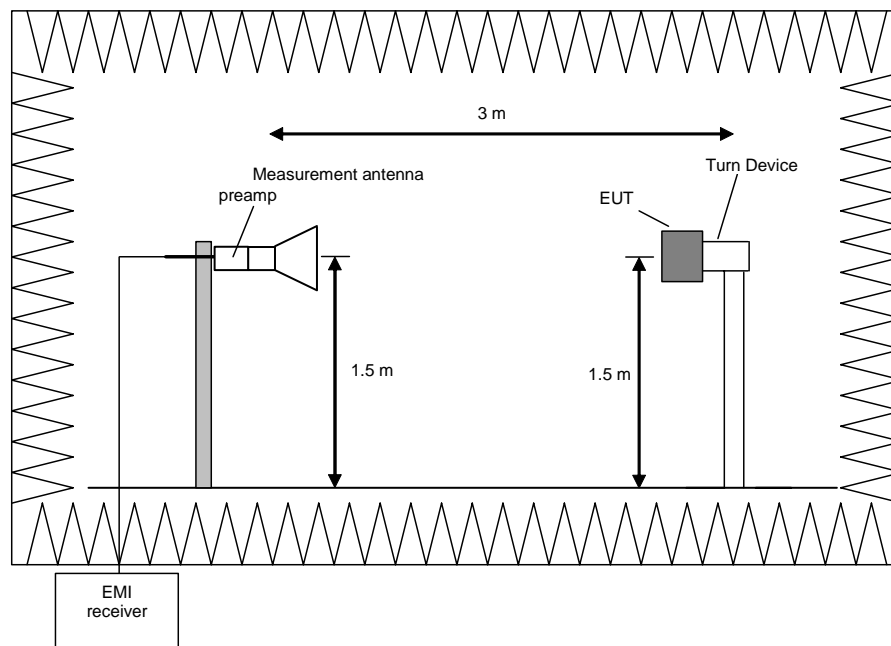 3 m
Measurement antenna
preamp
Turn Device
EUT
1.5 m
1.5 m
EMI
receiver